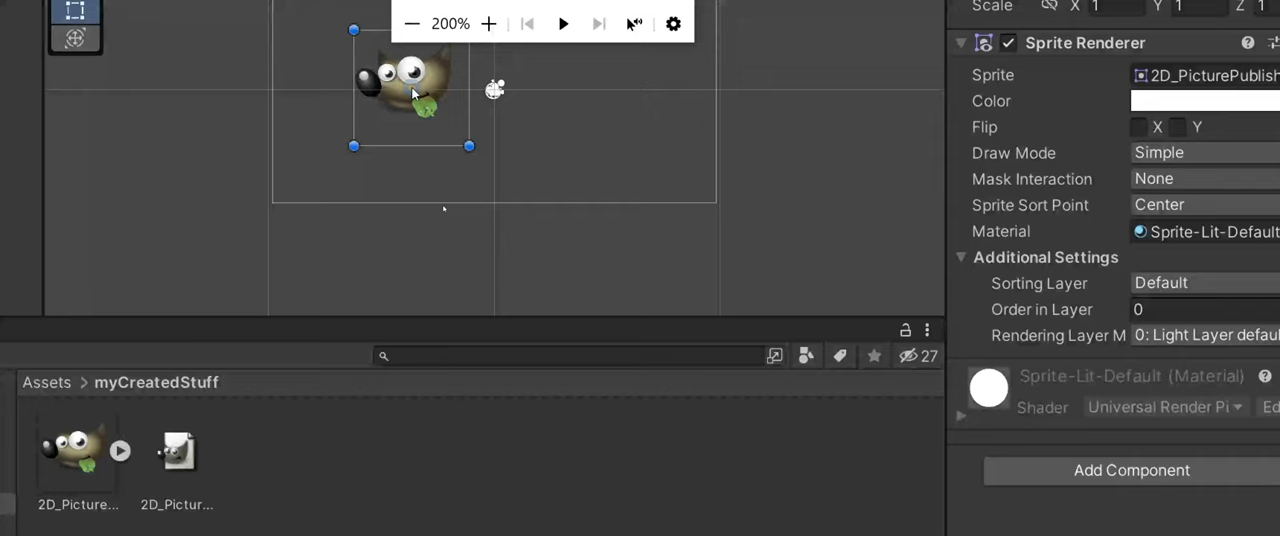 200%
Scale X 1 Y 1 Z 1
Sprite Renderer
Sprite 2D_PicturePublish
Color
Flip X Y
Draw Mode Simple
Mask Interaction None
Sprite Sort Point Center
Material Sprite-Lit-Default
Additional Settings
Sorting Layer Default
Order in Layer 0
Rendering Layer M 0: Light Layer defaul
27
Assets > myCreatedStuff
Sprite-Lit-Default (Material)
Shader Universal Render Pi Ed
2D_Picture... 2D_Pictur...
Add Component